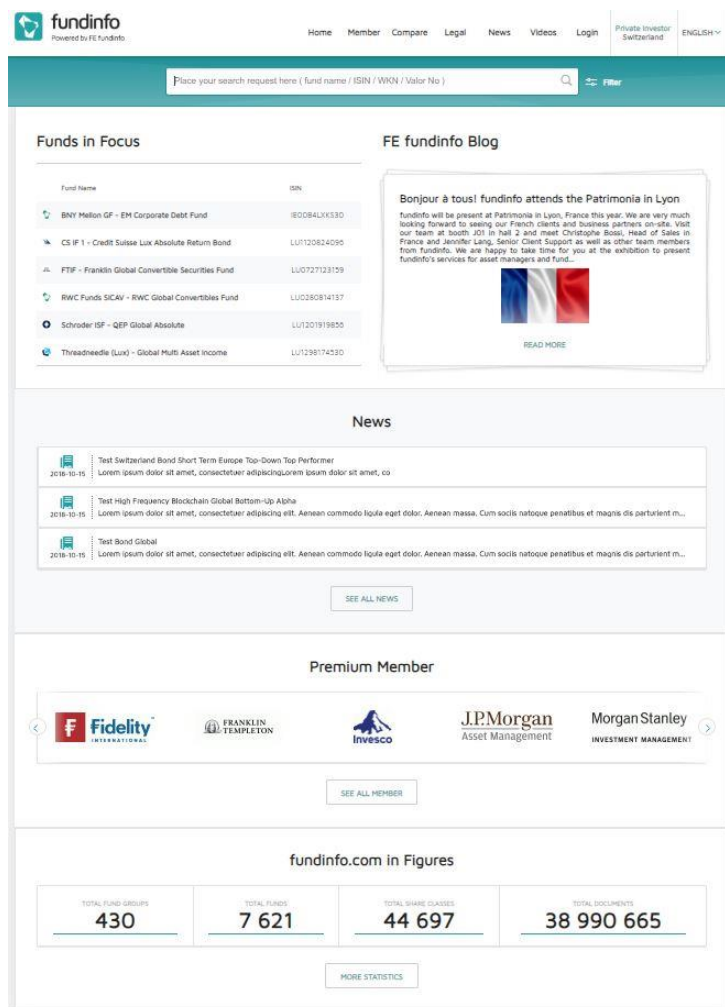 fundinfo
Powered by FE fundinfo
Home Member Compare Legal News Videos Login Private Investor Switzerland ENGLISH
Place your search request here ( fund name / ISIN / WKN / Valor No )
Filter
Funds in Focus
Fund Name ISIN
BNY Mellon GF - EM Corporate Debt Fund IE00B4LXKS30
CS IF 1 - Credit Suisse Lux Absolute Return Bond LU1120824096
FTIF - Franklin Global Convertible Securities Fund LU0727123159
RWC Funds SICAV - RWC Global Convertibles Fund LU0280814137
Schroder ISF - QEP Global Absolute LU1201919856
Threadneedle (Lux) - Global Multi Asset Income LU1298174530
FE fundinfo Blog
Bonjour à tous! fundinfo attends the Patrimonia in Lyon
fundinfo will be present at Patrimonia in Lyon, France this year. We are very much
looking forward to seeing our French clients and business partners on-site. Visit
our team at booth J01 in hall 2 and meet Christophe Bossi, Head of Sales in
France and Jennifer Lang, Senior Client Support as well as other team members
from fundinfo. We are happy to take time for you at the exhibition to present
fundinfo's services for asset managers and fund...
READ MORE
News
Test Switzerland Bond Short Term Europe Top-Down Top Performer
2018-10-15 Lorem ipsum dolor sit amet, consectetuer adipiscingLorem ipsum dolor sit amet, co
Test High Frequency Blockchain Global Bottom-Up Alpha
2018-10-15 Lorem ipsum dolor sit amet, consectetuer adipiscing elit. Aenean commodo ligula eget dolor. Aenean massa. Cum sociis natoque penatibus et magnis dis parturient m...
Test Bond Global
2018-10-15 Lorem ipsum dolor sit amet, consectetuer adipiscing elit. Aenean commodo ligula eget dolor. Aenean massa. Cum sociis natoque penatibus et magnis dis parturient m...
SEE ALL NEWS
Premium Member
Fidelity
INTERNATIONAL
FRANKLIN
TEMPLETON
Invesco
J.P.Morgan
Asset Management
Morgan Stanley
INVESTMENT MANAGEMENT
SEE ALL MEMBER
fundinfo.com in Figures
TOTAL FUND GROUPS TOTAL FUNDS TOTAL SHARE CLASSES TOTAL DOCUMENTS
430 7 621 44 697 38 990 665
MORE STATISTICS